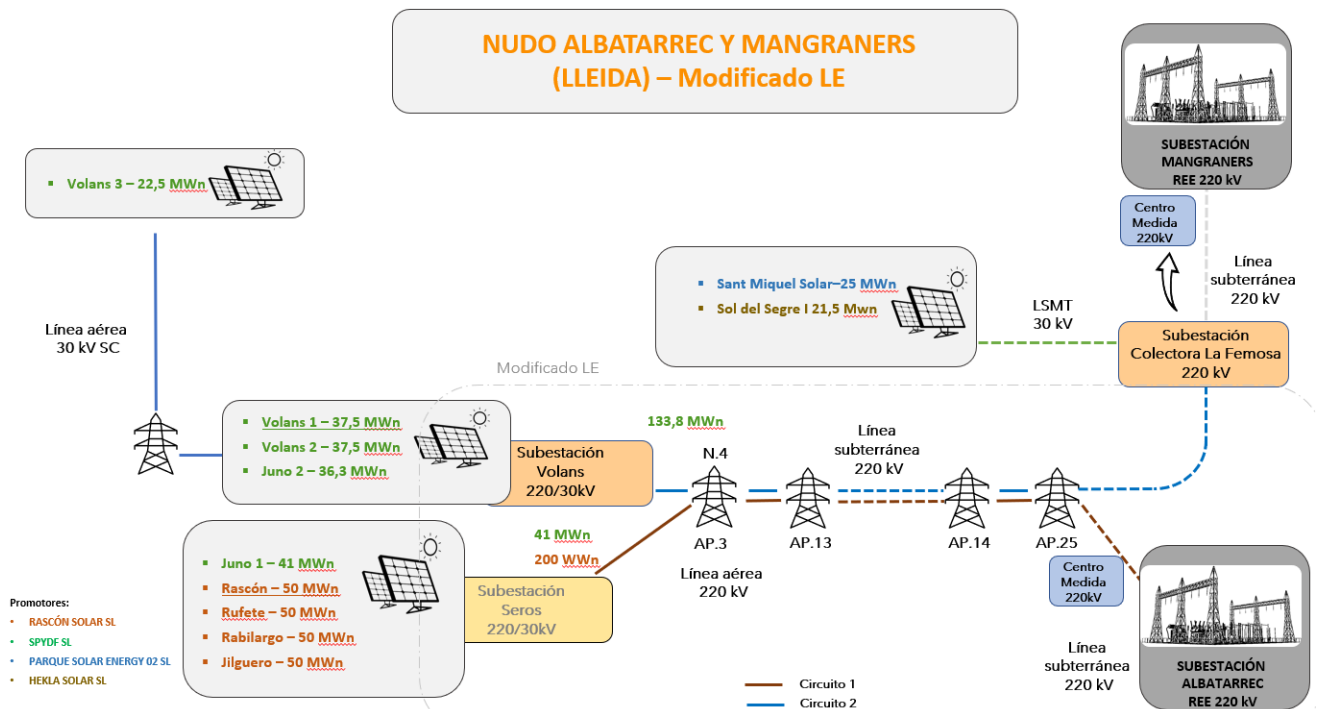 NUDO ALBATARREC Y MANGRANERS
(LLEIDA) – Modificado LE
SUBESTACIÓN
MANGRANERS
REE 220 kV
▪ Volans 3 – 22,5 MWn
Centro
Medida
220kV
Línea
subterránea
220 kV
▪ Sant Miquel Solar–25 MWn
▪ Sol del Segre I 21,5 Mwn
LSMT
30 kV
Línea aérea
30 kV SC
Subestación
Colectora La Femosa
220 kV
Modificado LE
▪ Volans 1 – 37,5 MWn
▪ Volans 2 – 37,5 MWn
▪ Juno 2 – 36,3 MWn
Subestación
Volans
220/30kV
133,8 MWn
N.4
Línea
subterránea
220 kV
AP.3
AP.13
AP.14
AP.25
41 MWn
200 WWn
Línea aérea
220 kV
▪ Juno 1 – 41 MWn
▪ Rascón – 50 MWn
▪ Rufete – 50 MWn
▪ Rabilargo – 50 MWn
▪ Jilguero – 50 MWn
Subestación
Seros
220/30kV
Centro
Medida
220kV
Línea
subterránea
220 kV
SUBESTACIÓN
ALBATARREC
REE 220 kV
Promotores:
• RASCÓN SOLAR SL
• SPYDF SL
• PARQUE SOLAR ENERGY 02 SL
• HEKLA SOLAR SL
Circuito 1
Circuito 2